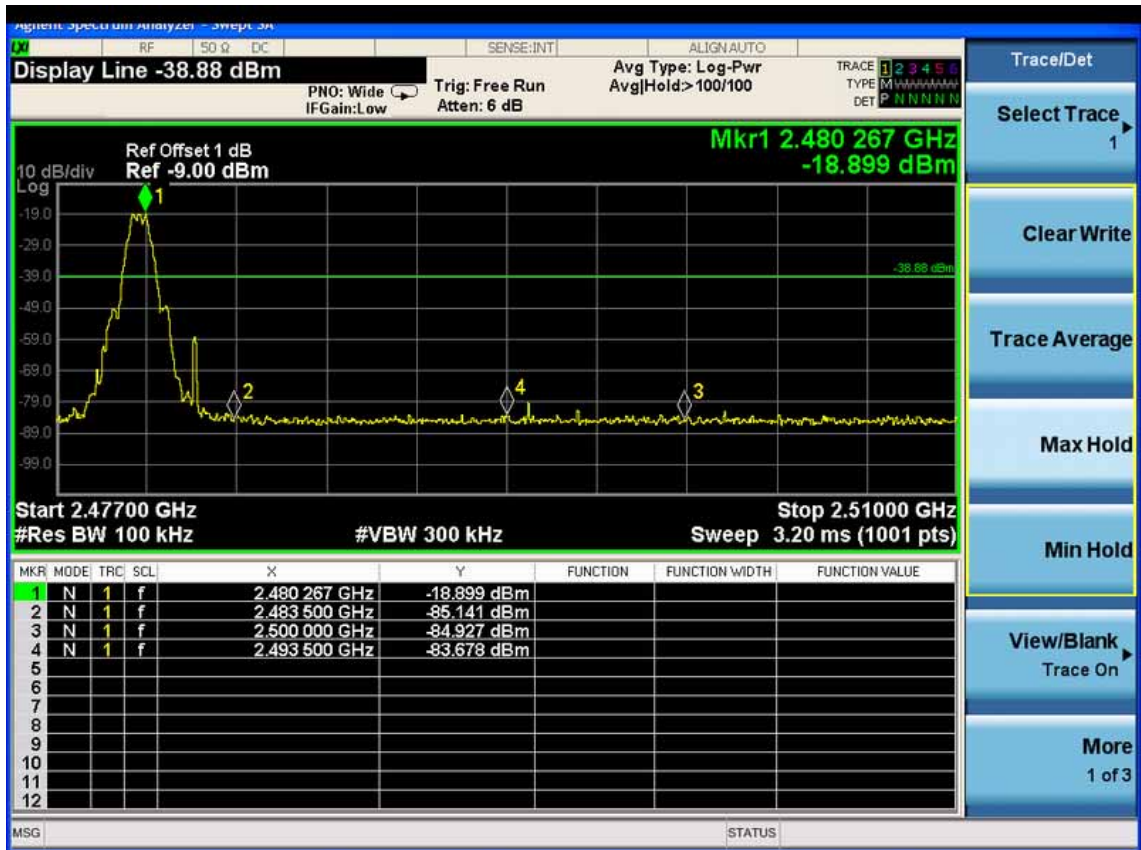 Agilent Spectrum Analyzer - Swept SA
LXI RF 50 Ω DC SENSE:INT ALIGN AUTO
Display Line -38.88 dBm
PNO: Wide
IFGain:Low
Trig: Free Run
Atten: 6 dB
Avg Type: Log-Pwr
Avg|Hold:>100/100
TRACE 1 2 3 4 5 6
TYPE M WWWWW
DET P N N N N N
Mkr1 2.480 267 GHz
-18.899 dBm
Ref Offset 1 dB
10 dB/div Ref -9.00 dBm
Log
1
-19.0
-29.0
-38.88 dBm
-39.0
-49.0
-59.0
-69.0
2
4
3
-79.0
-89.0
-99.0
Start 2.47700 GHz
Stop 2.51000 GHz
#Res BW 100 kHz
#VBW 300 kHz
Sweep 3.20 ms (1001 pts)
MKR MODE TRC SCL X Y FUNCTION FUNCTION WIDTH FUNCTION VALUE
1 N 1 f 2.480 267 GHz -18.899 dBm
2 N 1 f 2.483 500 GHz -85.141 dBm
3 N 1 f 2.500 000 GHz -84.927 dBm
4 N 1 f 2.493 500 GHz -83.678 dBm
5
6
7
8
9
10
11
12
MSG
STATUS
Trace/Det
Select Trace
1
Clear Write
Trace Average
Max Hold
Min Hold
View/Blank
Trace On
More
1 of 3